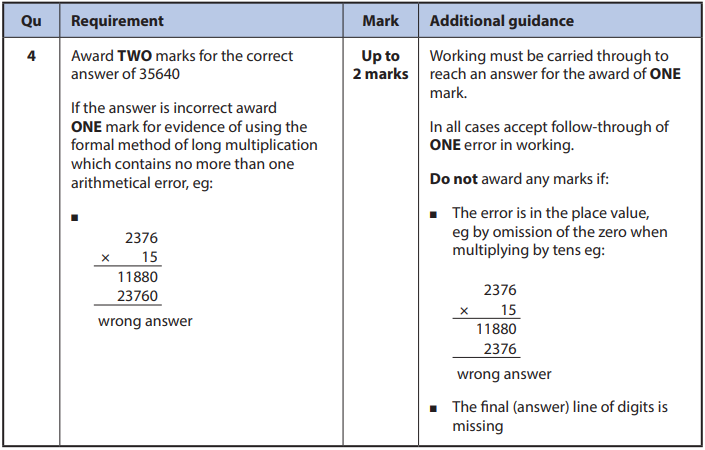 Qu Requirement Mark Additional guidance
4
Award TWO marks for the correct
answer of 35640
If the answer is incorrect award
ONE mark for evidence of using the
formal method of long multiplication
which contains no more than one
arithmetical error, eg:
■
2376
× 15
11880
23760
wrong answer
Up to
2 marks
Working must be carried through to
reach an answer for the award of ONE
mark.
In all cases accept follow-through of
ONE error in working.
Do not award any marks if:
■ The error is in the place value,
eg by omission of the zero when
multiplying by tens eg:
2376
× 15
11880
2376
wrong answer
■ The final (answer) line of digits is
missing